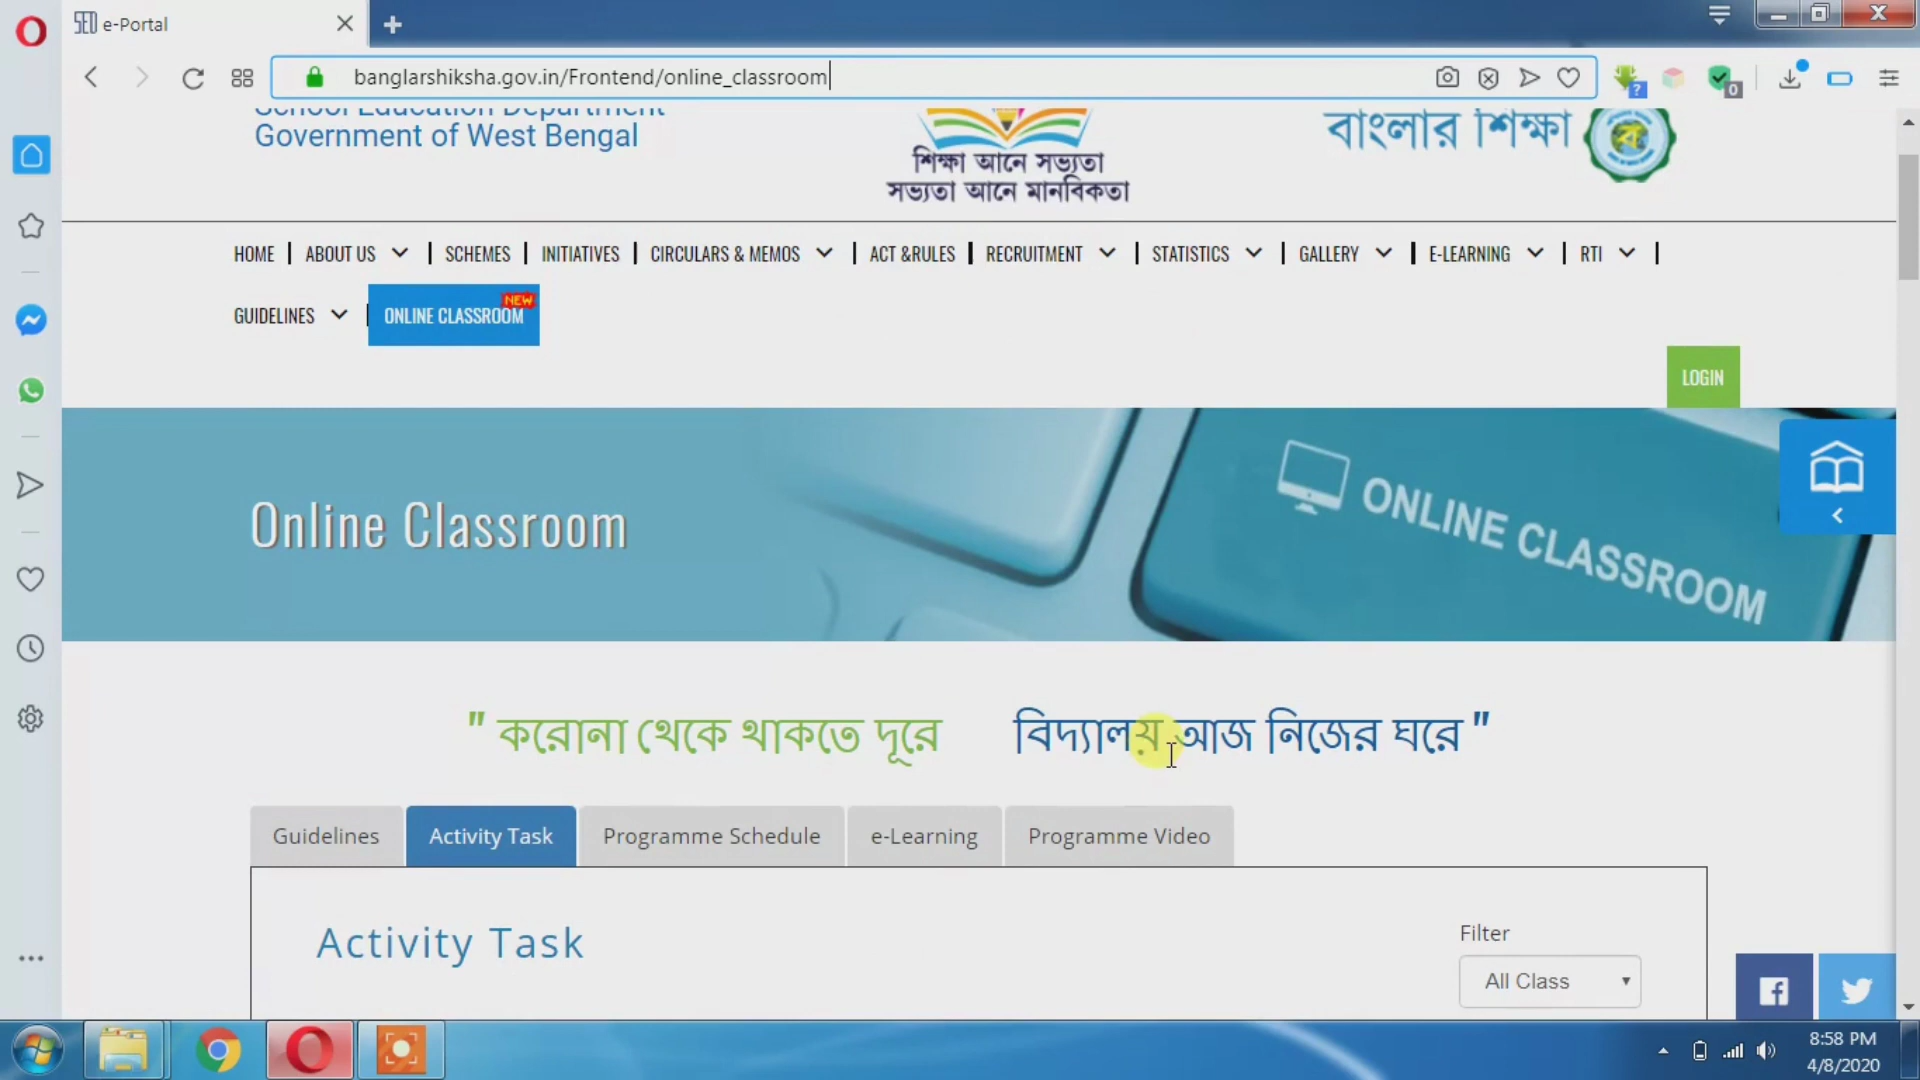 e-Portal
banglarshiksha.gov.in/Frontend/online_classroom
School Education Department
Government of West Bengal
শিক্ষা আনে সভ্যতা
সভ্যতা আনে মানবিকতা
বাংলার শিক্ষা
HOME ABOUT US SCHEMES INITIATIVES CIRCULARS & MEMOS ACT &RULES RECRUITMENT STATISTICS GALLERY E-LEARNING RTI
GUIDELINES ONLINE CLASSROOM NEW
LOGIN
Online Classroom
ONLINE CLASSROOM
" করোনা থেকে থাকতে দূরে বিদ্যালয় আজ নিজের ঘরে "
Guidelines Activity Task Programme Schedule e-Learning Programme Video
Activity Task
Filter
All Class
8:58 PM
4/8/2020